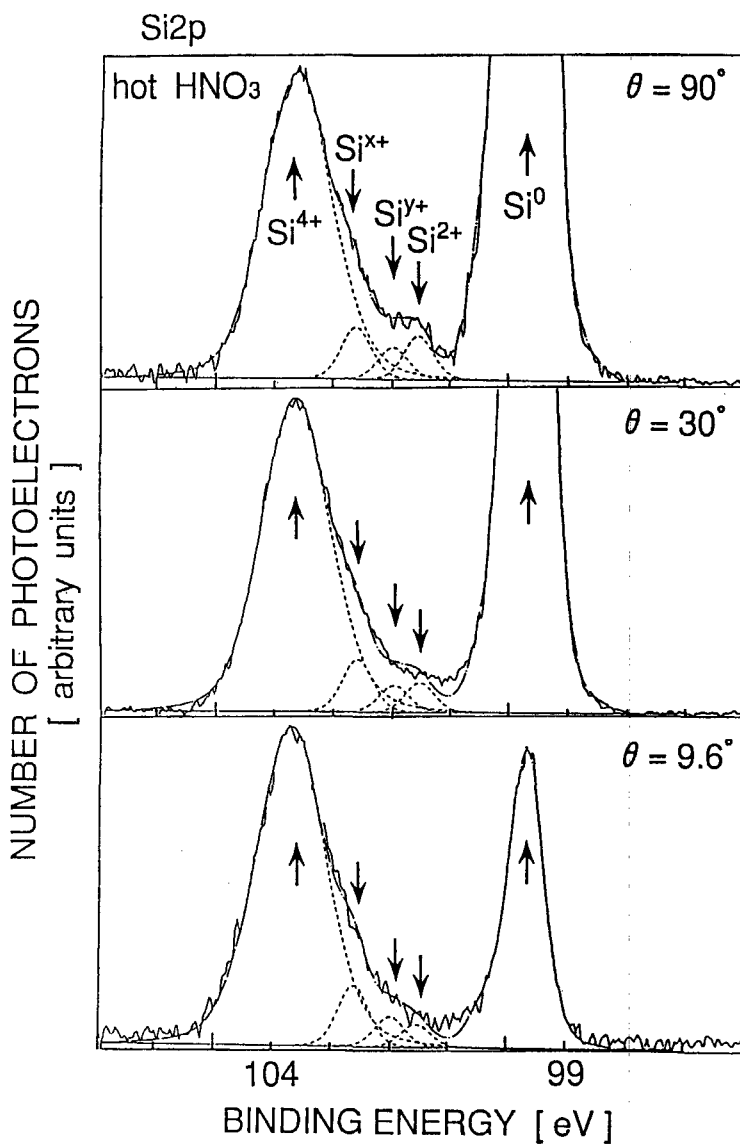 Si2p
hot HNO₃
θ = 90°
Siˣ⁺
Siʸ⁺
Si⁴⁺
Si²⁺
Si⁰
θ = 30°
θ = 9.6°
NUMBER OF PHOTOELECTRONS
[ arbitrary units ]
104
99
BINDING ENERGY [ eV ]